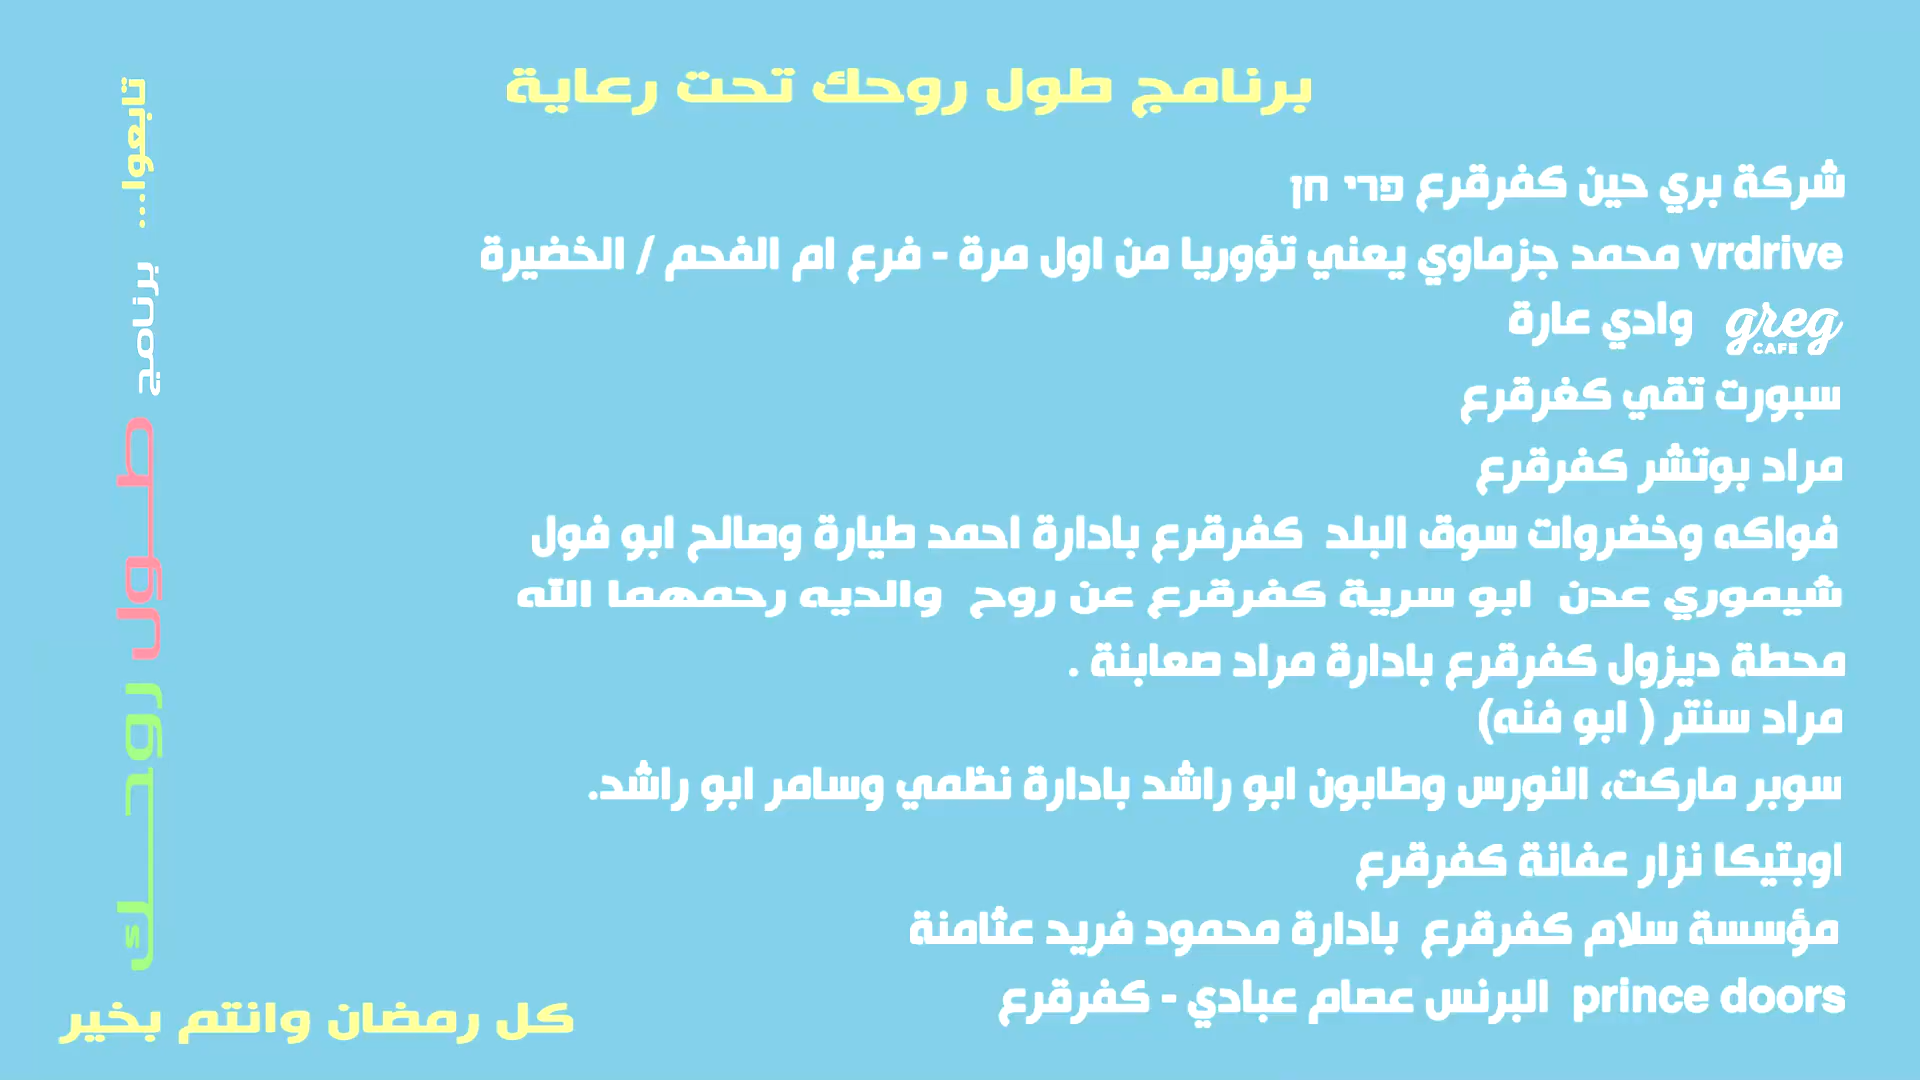 برنامج طول روحك تحت رعاية
شركة بري حين كفرقرع פרי חן
vrdrive محمد جزماوي يعني تؤوريا من اول مرة - فرع ام الفحم / الخضيرة
greg CAFE وادي عارة
سبورت تقي كفرقرع
مراد بوتشر كفرقرع
فواكه وخضروات سوق البلد كفرقرع بادارة احمد طيارة وصالح ابو فول
شيموري عدن ابو سرية كفرقرع عن روح والديه رحمهما الله
محطة ديزول كفرقرع بادارة مراد صعابنة .
مراد سنتر ( ابو فنه)
سوبر ماركت، النورس وطابون ابو راشد بادارة نظمي وسامر ابو راشد.
اوبتيكا نزار عفانة كفرقرع
مؤسسة سلام كفرقرع بادارة محمود فريد عثامنة
prince doors البرنس عصام عبادي - كفرقرع
تابعوا... برنامج طـــول روحـــك
كل رمضان وانتم بخير